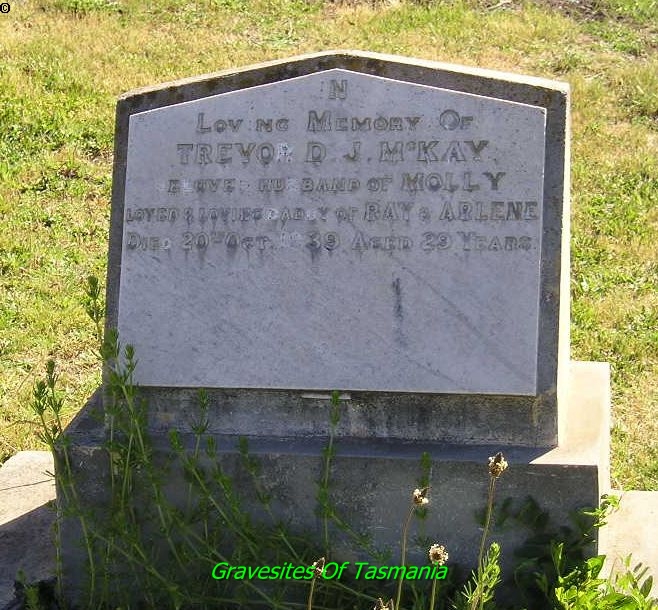 ©
IN
LOVING MEMORY OF
TREVOR D. J. McKAY
BELOVED HUSBAND OF MOLLY
LOVED & LOVING DADDY OF RAY & ARLENE
DIED 20TH OCT. 1939 AGED 29 YEARS.
Gravesites Of Tasmania